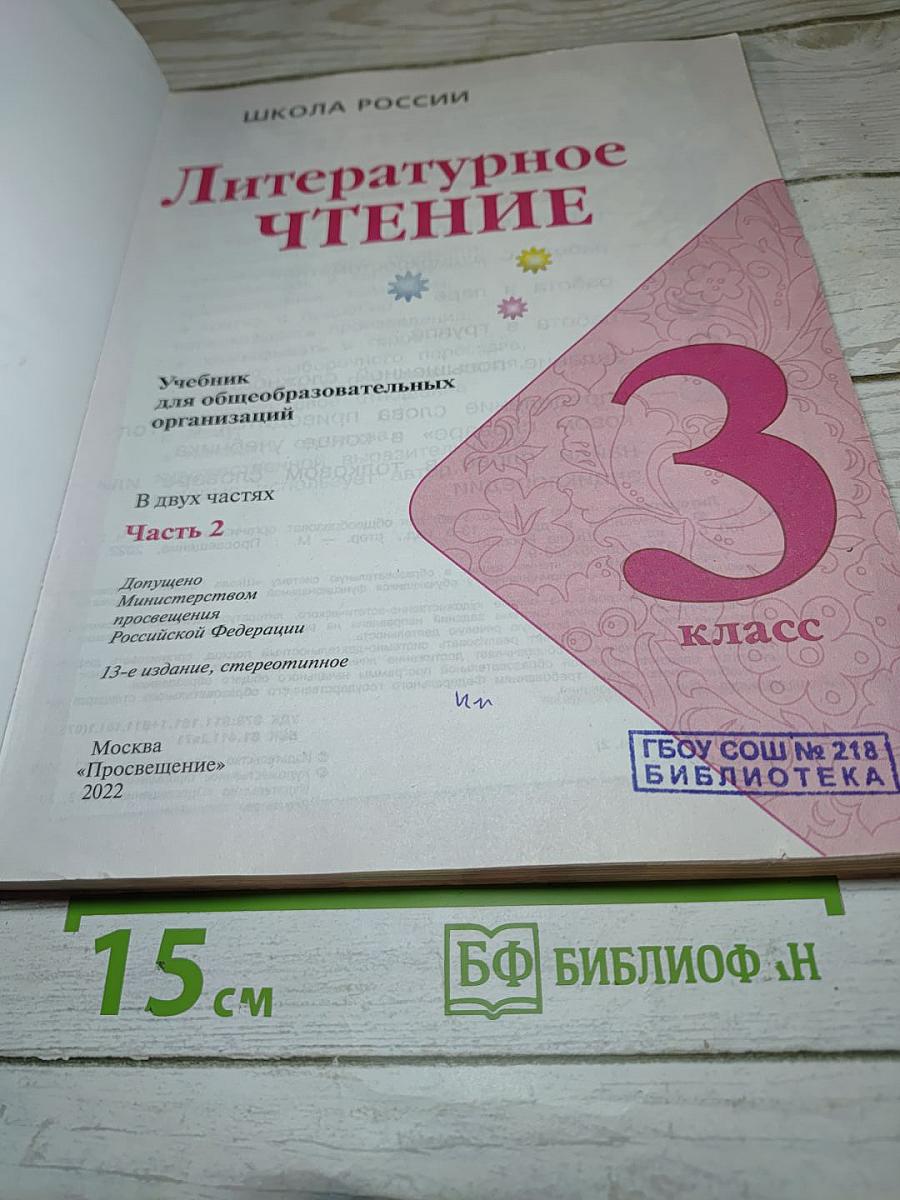 ШКОЛА РОССИИ
Литературное
ЧТЕНИЕ
Учебник
для общеобразовательных
организаций
В двух частях
Часть 2
3
класс
Допущено
Министерством
просвещения
Российской Федерации
13-е издание, стереотипное
Москва
«Просвещение»
2022
ГБОУ СОШ № 218
БИБЛИОТЕКА
15 см
БФ БИБЛИОФ